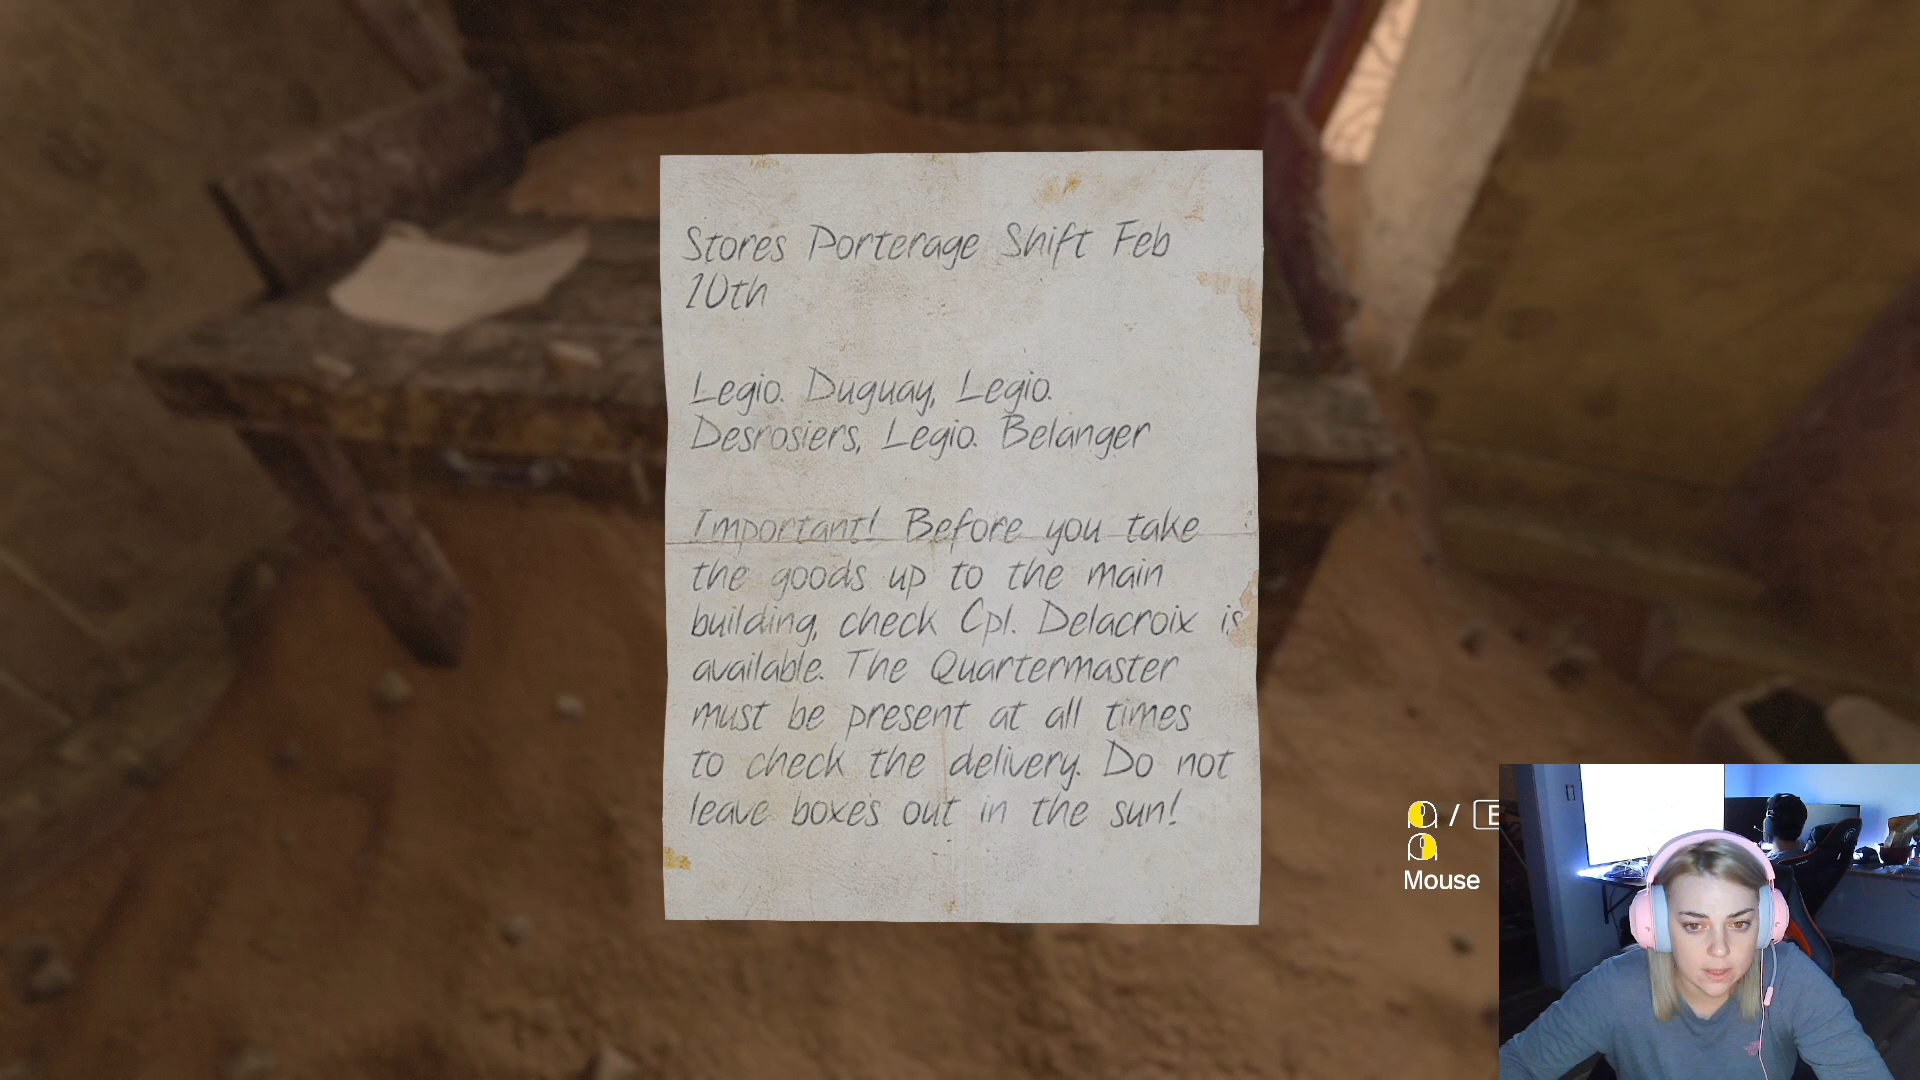 Stores Porterage Shift Feb
20th
Legio. Duguay, Legio.
Desrosiers, Legio. Belanger
Important! Before you take
the goods up to the main
building, check Cpl. Delacroix is
available. The Quartermaster
must be present at all times
to check the delivery. Do not
leave boxes out in the sun!
/ E
Mouse